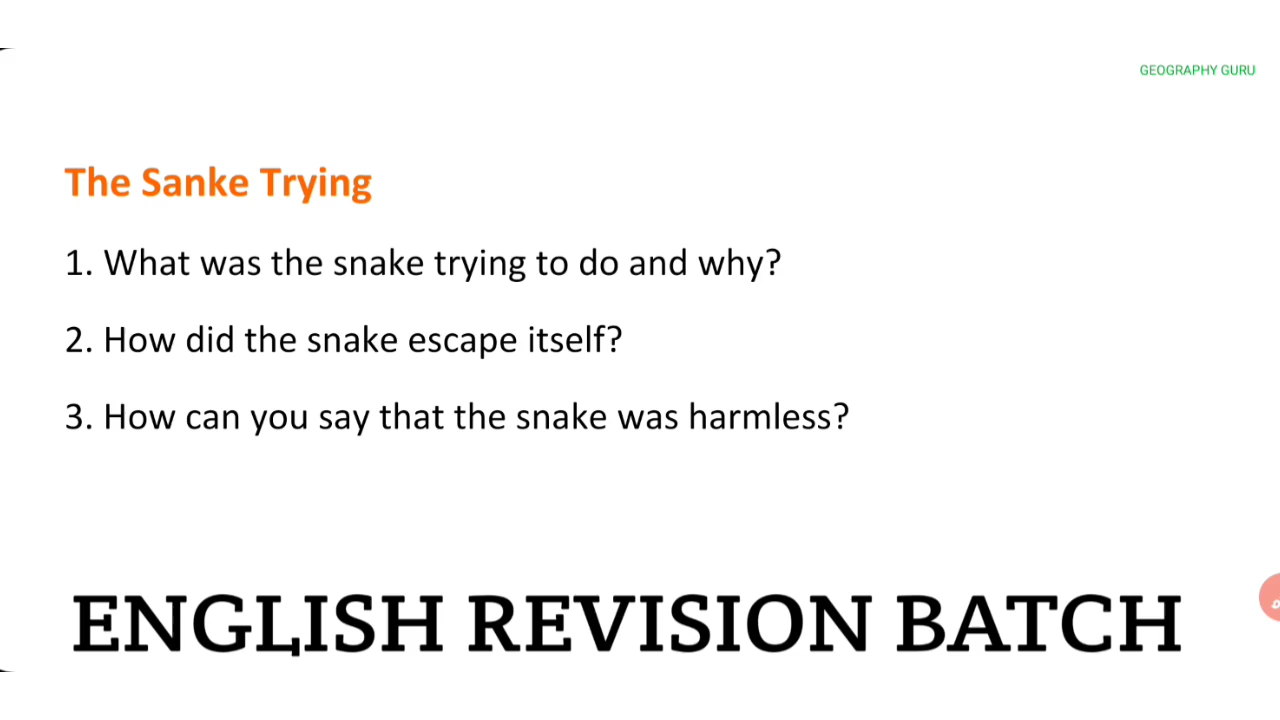 GEOGRAPHY GURU
The Sanke Trying
1. What was the snake trying to do and why?
2. How did the snake escape itself?
3. How can you say that the snake was harmless?
ENGLISH REVISION BATCH